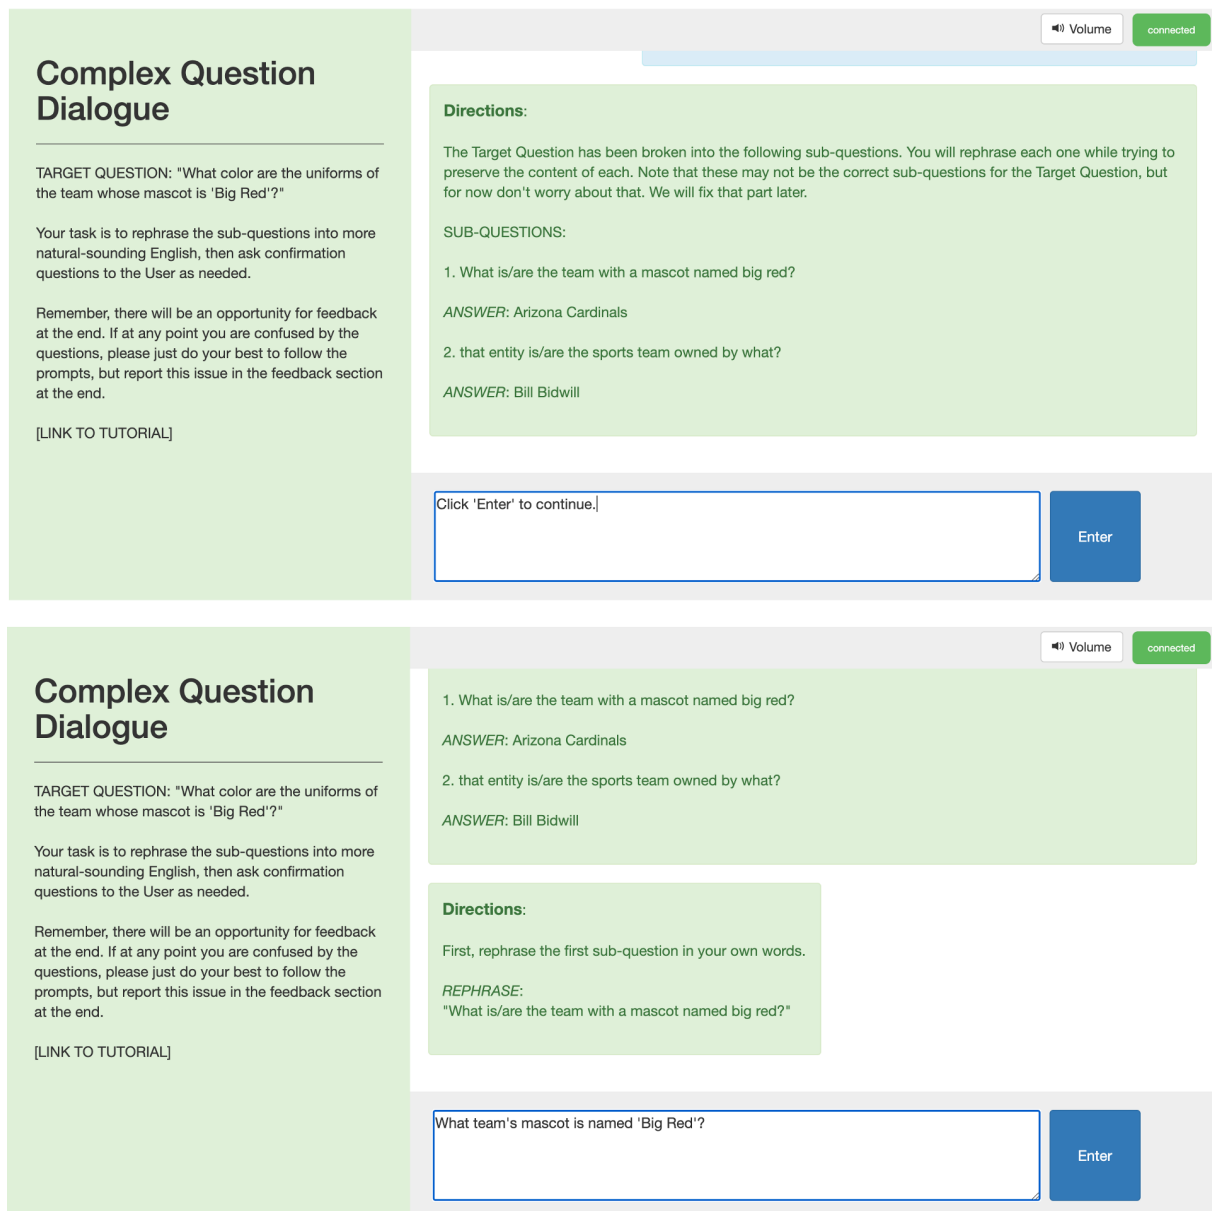 Volume
connected
Complex Question
Dialogue
TARGET QUESTION: "What color are the uniforms of
the team whose mascot is 'Big Red'?"
Your task is to rephrase the sub-questions into more
natural-sounding English, then ask confirmation
questions to the User as needed.
Remember, there will be an opportunity for feedback
at the end. If at any point you are confused by the
questions, please just do your best to follow the
prompts, but report this issue in the feedback section
at the end.
[LINK TO TUTORIAL]
Directions:
The Target Question has been broken into the following sub-questions. You will rephrase each one while trying to
preserve the content of each. Note that these may not be the correct sub-questions for the Target Question, but
for now don't worry about that. We will fix that part later.
SUB-QUESTIONS:
1. What is/are the team with a mascot named big red?
ANSWER: Arizona Cardinals
2. that entity is/are the sports team owned by what?
ANSWER: Bill Bidwill
Click 'Enter' to continue.
Enter
Volume
connected
Complex Question
Dialogue
TARGET QUESTION: "What color are the uniforms of
the team whose mascot is 'Big Red'?"
Your task is to rephrase the sub-questions into more
natural-sounding English, then ask confirmation
questions to the User as needed.
Remember, there will be an opportunity for feedback
at the end. If at any point you are confused by the
questions, please just do your best to follow the
prompts, but report this issue in the feedback section
at the end.
[LINK TO TUTORIAL]
1. What is/are the team with a mascot named big red?
ANSWER: Arizona Cardinals
2. that entity is/are the sports team owned by what?
ANSWER: Bill Bidwill
Directions:
First, rephrase the first sub-question in your own words.
REPHRASE:
"What is/are the team with a mascot named big red?"
What team's mascot is named 'Big Red'?
Enter